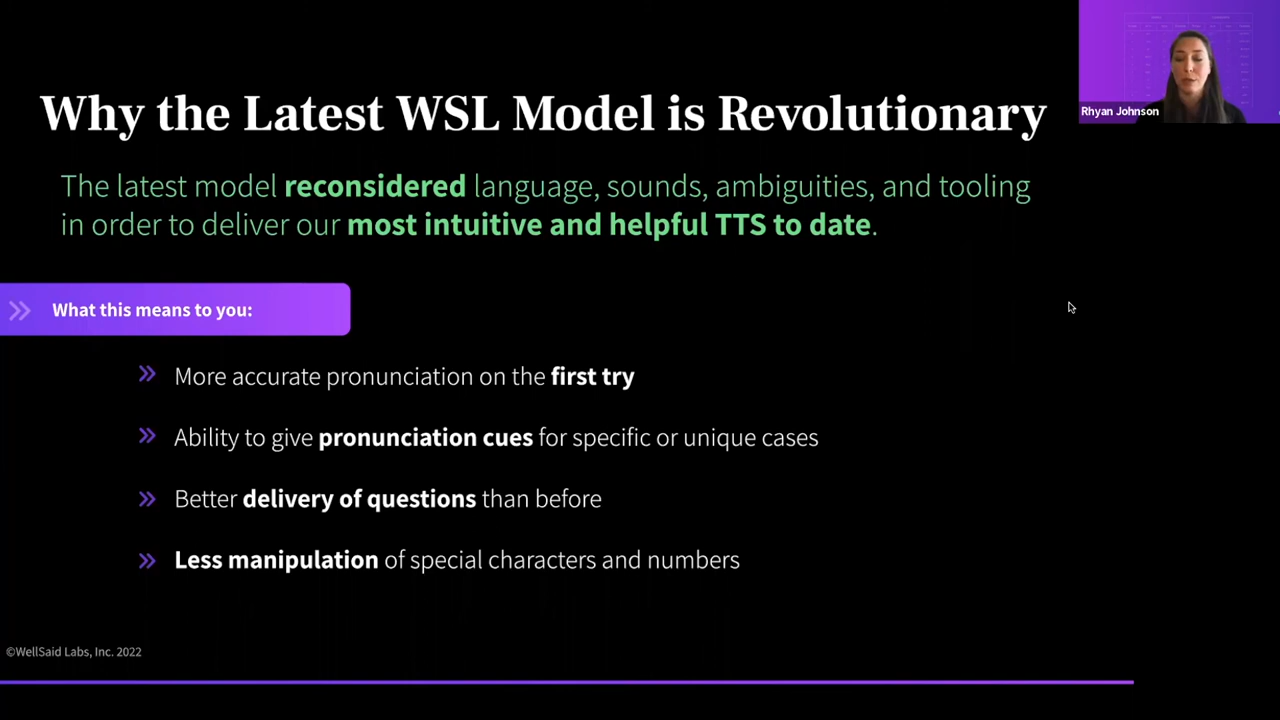 Why the Latest WSL Model is Revolutionary
Rhyan Johnson
The latest model reconsidered language, sounds, ambiguities, and tooling
in order to deliver our most intuitive and helpful TTS to date.
What this means to you:
More accurate pronunciation on the first try
Ability to give pronunciation cues for specific or unique cases
Better delivery of questions than before
Less manipulation of special characters and numbers
©WellSaid Labs, Inc. 2022